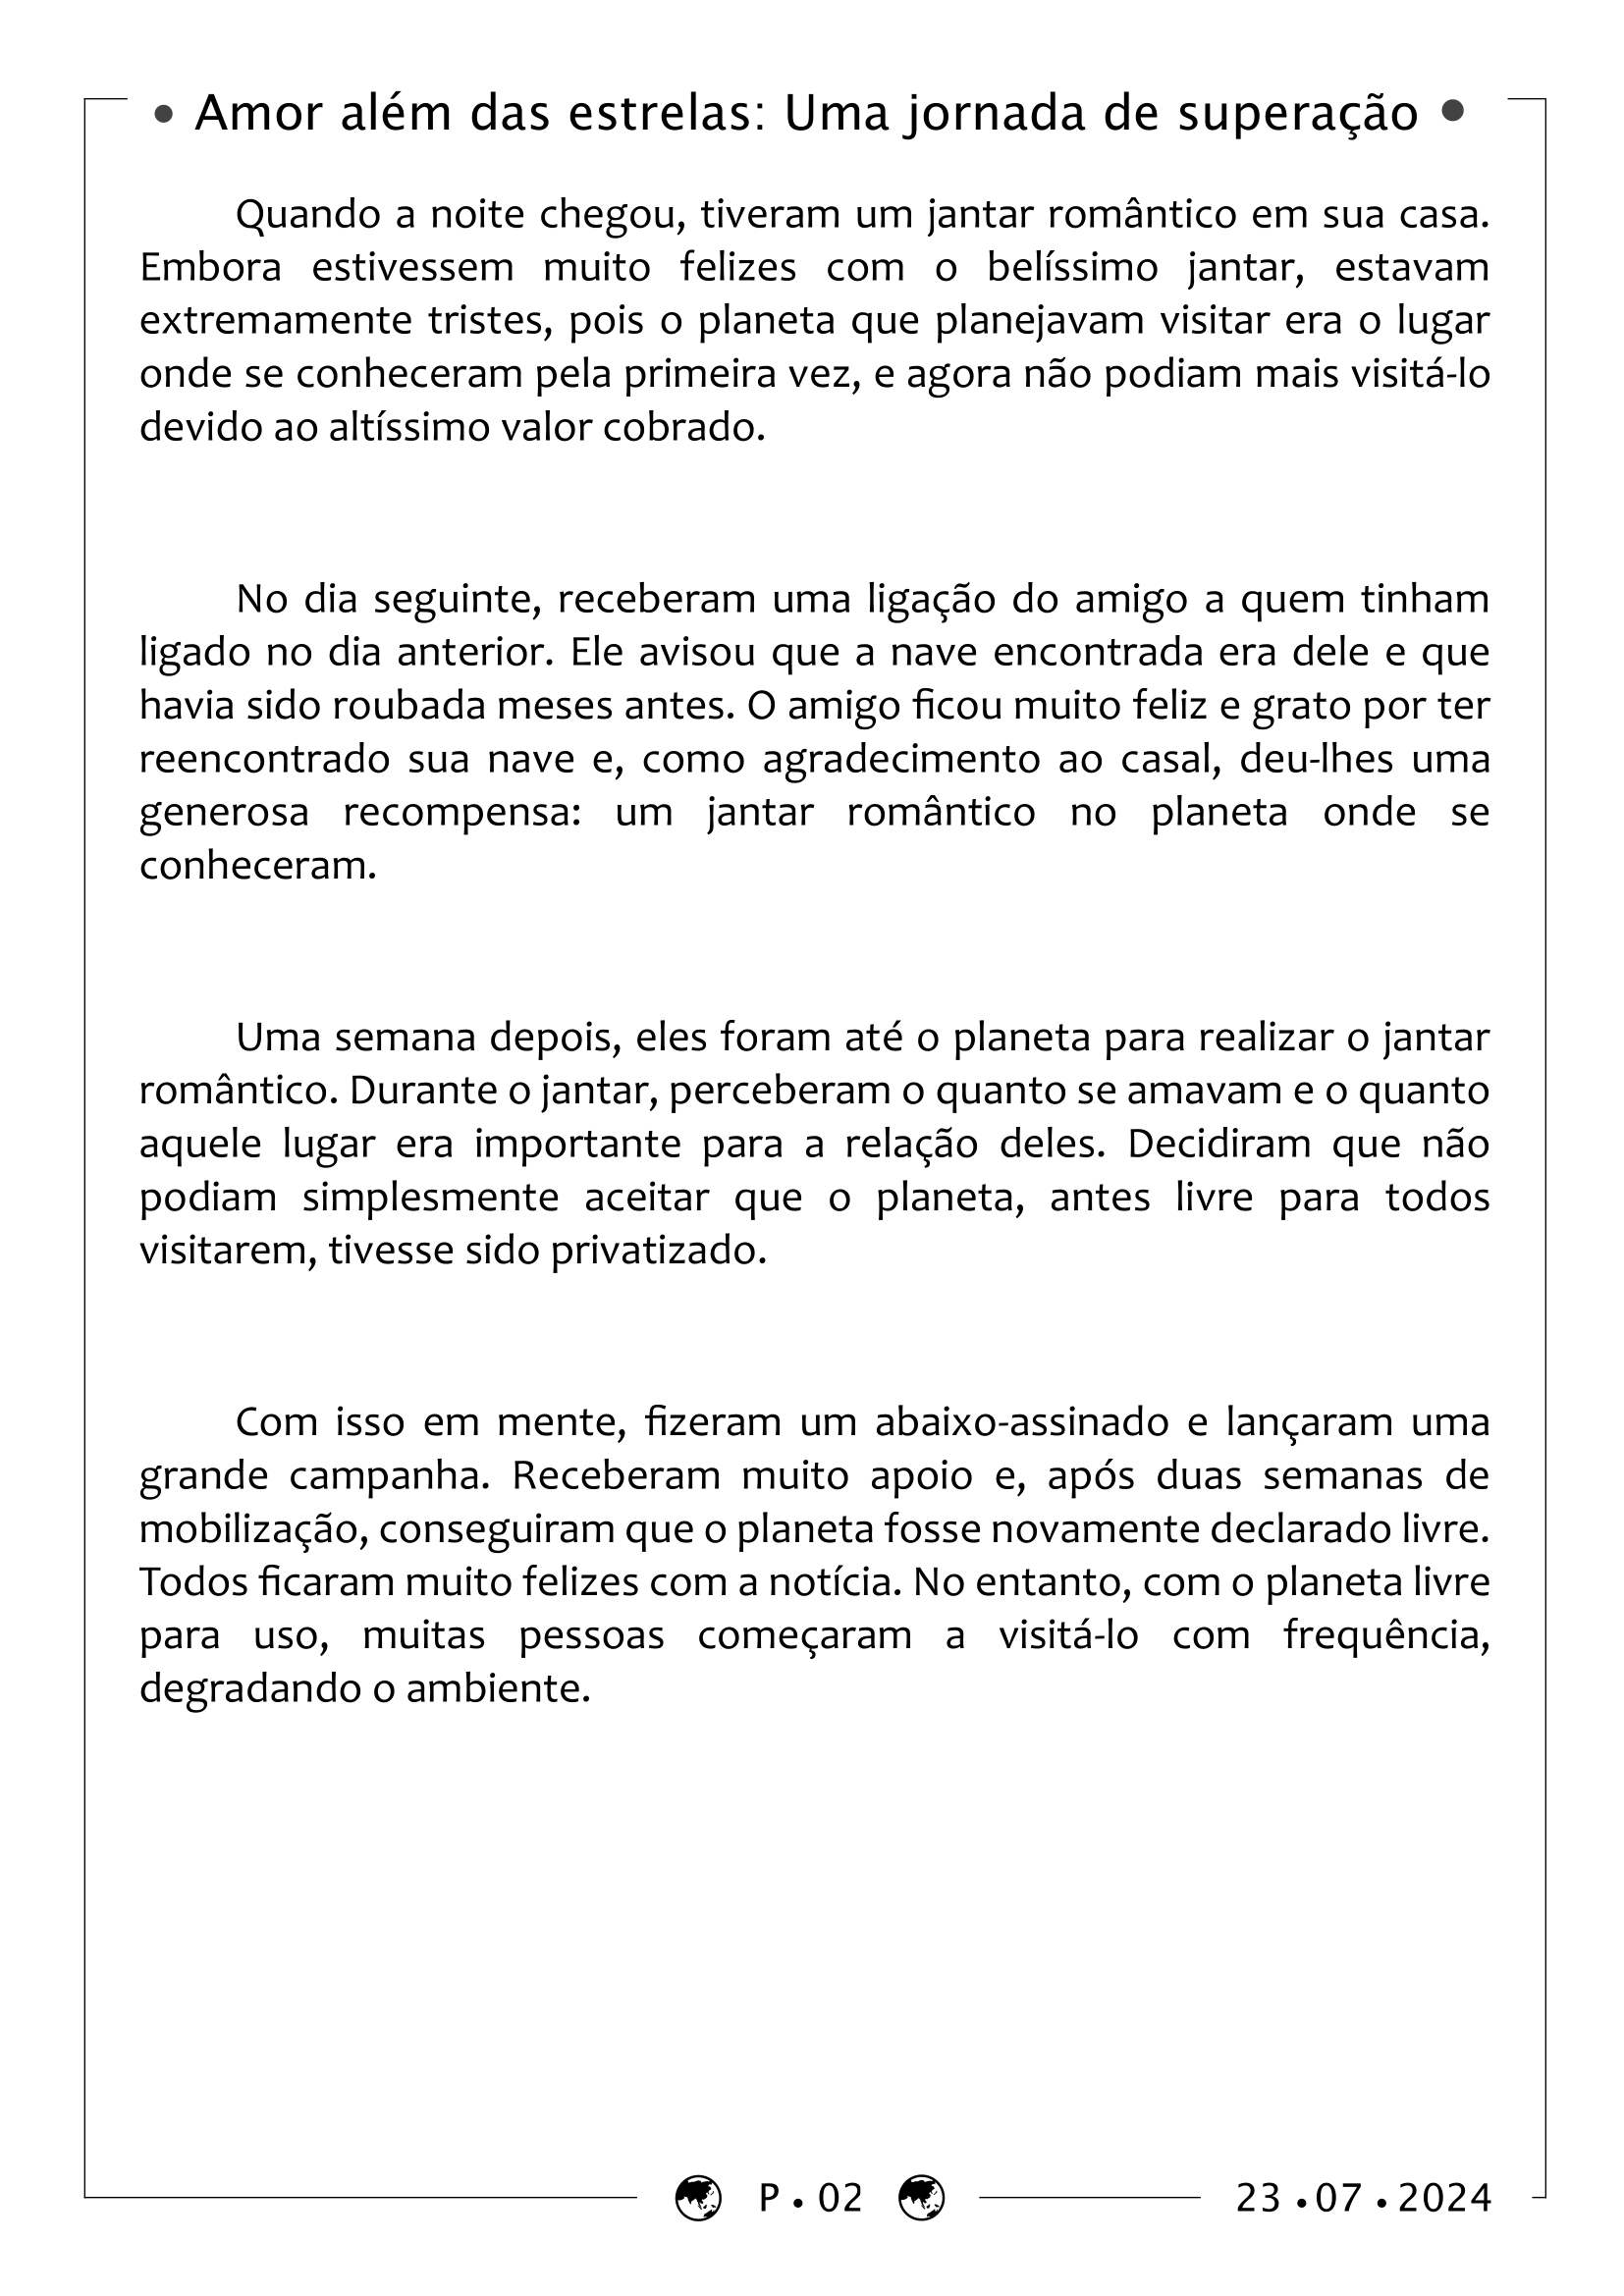 • Amor além das estrelas: Uma jornada de superação •
Quando a noite chegou, tiveram um jantar romântico em sua casa.
Embora estivessem muito felizes com o belíssimo jantar, estavam
extremamente tristes, pois o planeta que planejavam visitar era o lugar
onde se conheceram pela primeira vez, e agora não podiam mais visitá-lo
devido ao altíssimo valor cobrado.
No dia seguinte, receberam uma ligação do amigo a quem tinham
ligado no dia anterior. Ele avisou que a nave encontrada era dele e que
havia sido roubada meses antes. O amigo ficou muito feliz e grato por ter
reencontrado sua nave e, como agradecimento ao casal, deu-lhes uma
generosa recompensa: um jantar romântico no planeta onde se
conheceram.
Uma semana depois, eles foram até o planeta para realizar o jantar
romântico. Durante o jantar, perceberam o quanto se amavam e o quanto
aquele lugar era importante para a relação deles. Decidiram que não
podiam simplesmente aceitar que o planeta, antes livre para todos
visitarem, tivesse sido privatizado.
Com isso em mente, fizeram um abaixo-assinado e lançaram uma
grande campanha. Receberam muito apoio e, após duas semanas de
mobilização, conseguiram que o planeta fosse novamente declarado livre.
Todos ficaram muito felizes com a notícia. No entanto, com o planeta livre
para uso, muitas pessoas começaram a visitá-lo com frequência,
degradando o ambiente.
P • 02
23 • 07 • 2024